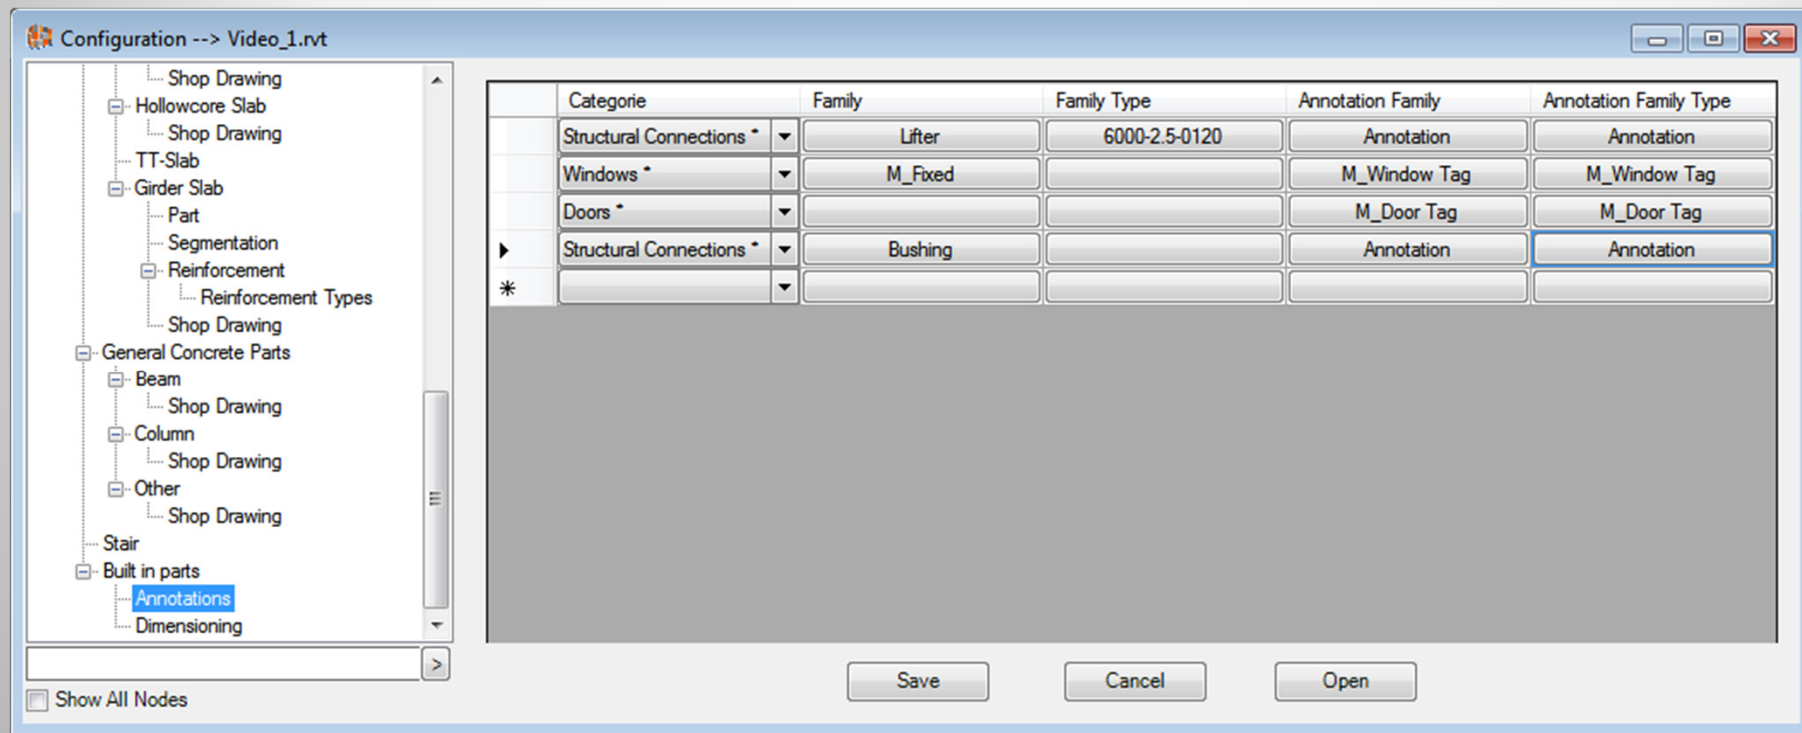 Configuration --> Video_1.rvt
Shop Drawing
Hollowcore Slab
Shop Drawing
TT-Slab
Girder Slab
Part
Segmentation
Reinforcement
Reinforcement Types
Shop Drawing
General Concrete Parts
Beam
Shop Drawing
Column
Shop Drawing
Other
Shop Drawing
Stair
Built in parts
Annotations
Dimensioning
>
Show All Nodes
Categorie Family Family Type Annotation Family Annotation Family Type
Structural Connections * Lifter 6000-2.5-0120 Annotation Annotation
Windows * M_Fixed M_Window Tag M_Window Tag
Doors * M_Door Tag M_Door Tag
Structural Connections * Bushing Annotation Annotation
Save Cancel Open